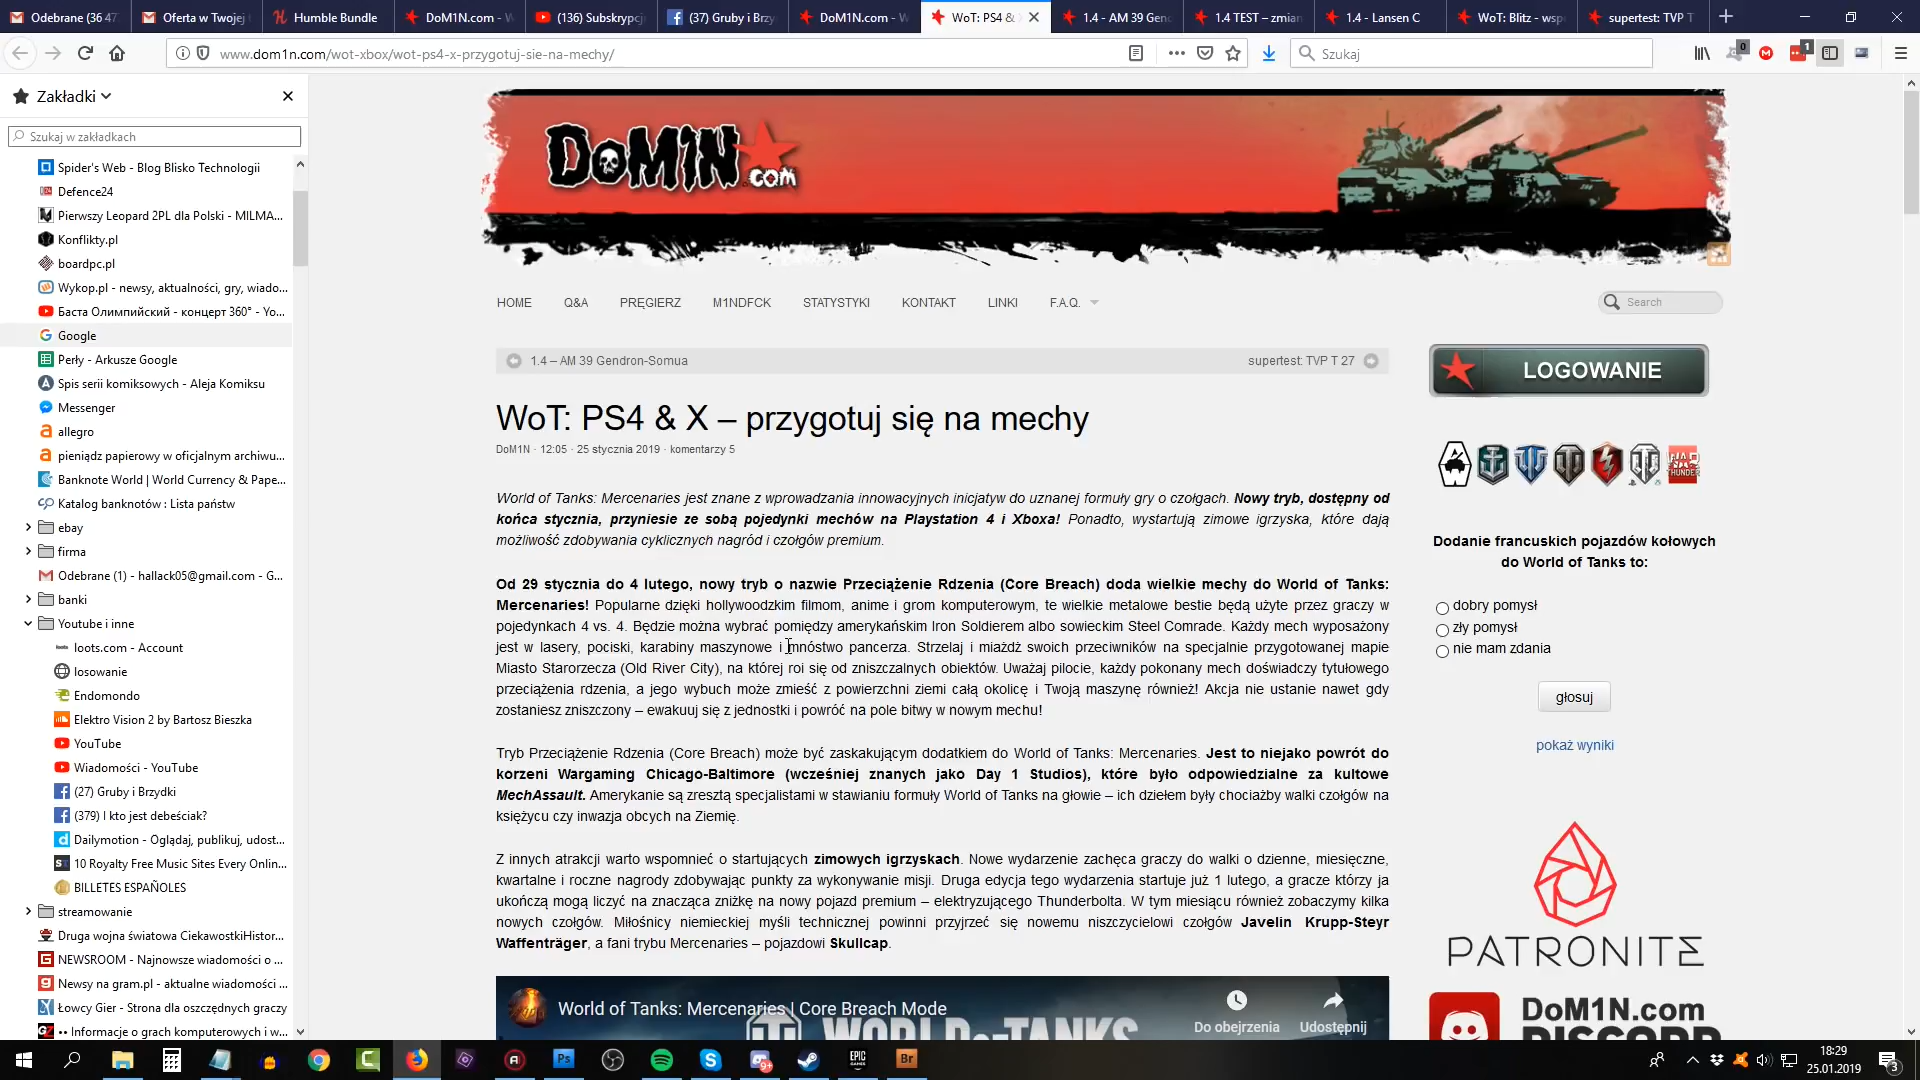 Odebrane (36 47
Oferta w Twojej
Humble Bundle
DoM1N.com - W
(136) Subskrypcj
(37) Gruby i Brzy
DoM1N.com - W
WoT: PS4 &
1.4 - AM 39 Gend
1.4 TEST – zmian
1.4 - Lansen C
WoT: Blitz - wsp
supertest: TVP T
www.dom1n.com/wot-xbox/wot-ps4-x-przygotuj-sie-na-mechy/
Szukaj
0
1
Zakładki
Szukaj w zakładkach
Spider's Web - Blog Blisko Technologii
Defence24
Pierwszy Leopard 2PL dla Polski - MILMA...
Konflikty.pl
boardpc.pl
Wykop.pl - newsy, aktualności, gry, wiado...
Баста Олимпийский - концерт 360° - Yo...
Google
Perły - Arkusze Google
Spis serii komiksowych - Aleja Komiksu
Messenger
allegro
pieniądz papierowy w oficjalnym archiwu...
Banknote World | World Currency & Pape...
Katalog banknotów : Lista państw
ebay
firma
Odebrane (1) - hallack05@gmail.com - G...
banki
Youtube i inne
loots.com - Account
losowanie
Endomondo
Elektro Vision 2 by Bartosz Bieszka
YouTube
Wiadomości - YouTube
(27) Gruby i Brzydki
(379) I kto jest debeściak?
Dailymotion - Oglądaj, publikuj, udost...
10 Royalty Free Music Sites Every Onlin...
BILLETES ESPAÑOLES
streamowanie
Druga wojna światowa CiekawostkiHistor...
NEWSROOM - Najnowsze wiadomości o ...
Newsy na gram.pl - aktualne wiadomości ...
Łowcy Gier - Strona dla oszczędnych graczy
•• Informacje o grach komputerowych i w...
DoM1N
.com
HOME
Q&A
PRĘGIERZ
M1NDFCK
STATYSTYKI
KONTAKT
LINKI
F.A.Q.
Search
1.4 – AM 39 Gendron-Somua
supertest: TVP T 27
WoT: PS4 & X – przygotuj się na mechy
DoM1N · 12:05 · 25 stycznia 2019 · komentarzy 5
World of Tanks: Mercenaries jest znane z wprowadzania innowacyjnych inicjatyw do uznanej formuły gry o czołgach. Nowy tryb, dostępny od
końca stycznia, przyniesie ze sobą pojedynki mechów na Playstation 4 i Xboxa! Ponadto, wystartują zimowe igrzyska, które dają
możliwość zdobywania cyklicznych nagród i czołgów premium.
Od 29 stycznia do 4 lutego, nowy tryb o nazwie Przeciążenie Rdzenia (Core Breach) doda wielkie mechy do World of Tanks:
Mercenaries! Popularne dzięki hollywoodzkim filmom, anime i grom komputerowym, te wielkie metalowe bestie będą użyte przez graczy w
pojedynkach 4 vs. 4. Będzie można wybrać pomiędzy amerykańskim Iron Soldierem albo sowieckim Steel Comrade. Każdy mech wyposażony
jest w lasery, pociski, karabiny maszynowe i mnóstwo pancerza. Strzelaj i miażdż swoich przeciwników na specjalnie przygotowanej mapie
Miasto Starorzecza (Old River City), na której roi się od zniszczalnych obiektów. Uważaj pilocie, każdy pokonany mech doświadczy tytułowego
przeciążenia rdzenia, a jego wybuch może zmieść z powierzchni ziemi całą okolicę i Twoją maszynę również! Akcja nie ustanie nawet gdy
zostaniesz zniszczony – ewakuuj się z jednostki i powróć na pole bitwy w nowym mechu!
Tryb Przeciążenie Rdzenia (Core Breach) może być zaskakującym dodatkiem do World of Tanks: Mercenaries. Jest to niejako powrót do
korzeni Wargaming Chicago-Baltimore (wcześniej znanych jako Day 1 Studios), które było odpowiedzialne za kultowe
MechAssault. Amerykanie są zresztą specjalistami w stawianiu formuły World of Tanks na głowie – ich dziełem były chociażby walki czołgów na
księżycu czy inwazja obcych na Ziemię.
Z innych atrakcji warto wspomnieć o startujących zimowych igrzyskach. Nowe wydarzenie zachęca graczy do walki o dzienne, miesięczne,
kwartalne i roczne nagrody zdobywając punkty za wykonywanie misji. Druga edycja tego wydarzenia startuje już 1 lutego, a gracze którzy ja
ukończą mogą liczyć na znacząca zniżkę na nowy pojazd premium – elektryzującego Thunderbolta. W tym miesiącu również zobaczymy kilka
nowych czołgów. Miłośnicy niemieckiej myśli technicznej powinni przyjrzeć się nowemu niszczycielowi czołgów Javelin Krupp-Steyr
Waffenträger, a fani trybu Mercenaries – pojazdowi Skullcap.
World of Tanks: Mercenaries | Core Breach Mode
Do obejrzenia
Udostępnij
WORLD OF TANKS
LOGOWANIE
WAR THUNDER
Dodanie francuskich pojazdów kołowych
do World of Tanks to:
dobry pomysł
zły pomysł
nie mam zdania
głosuj
pokaż wyniki
PATRONITE
DoM1N.com
DISCORD
Ps
EPIC GAMES
Br
9+
18:29
25.01.2019
3